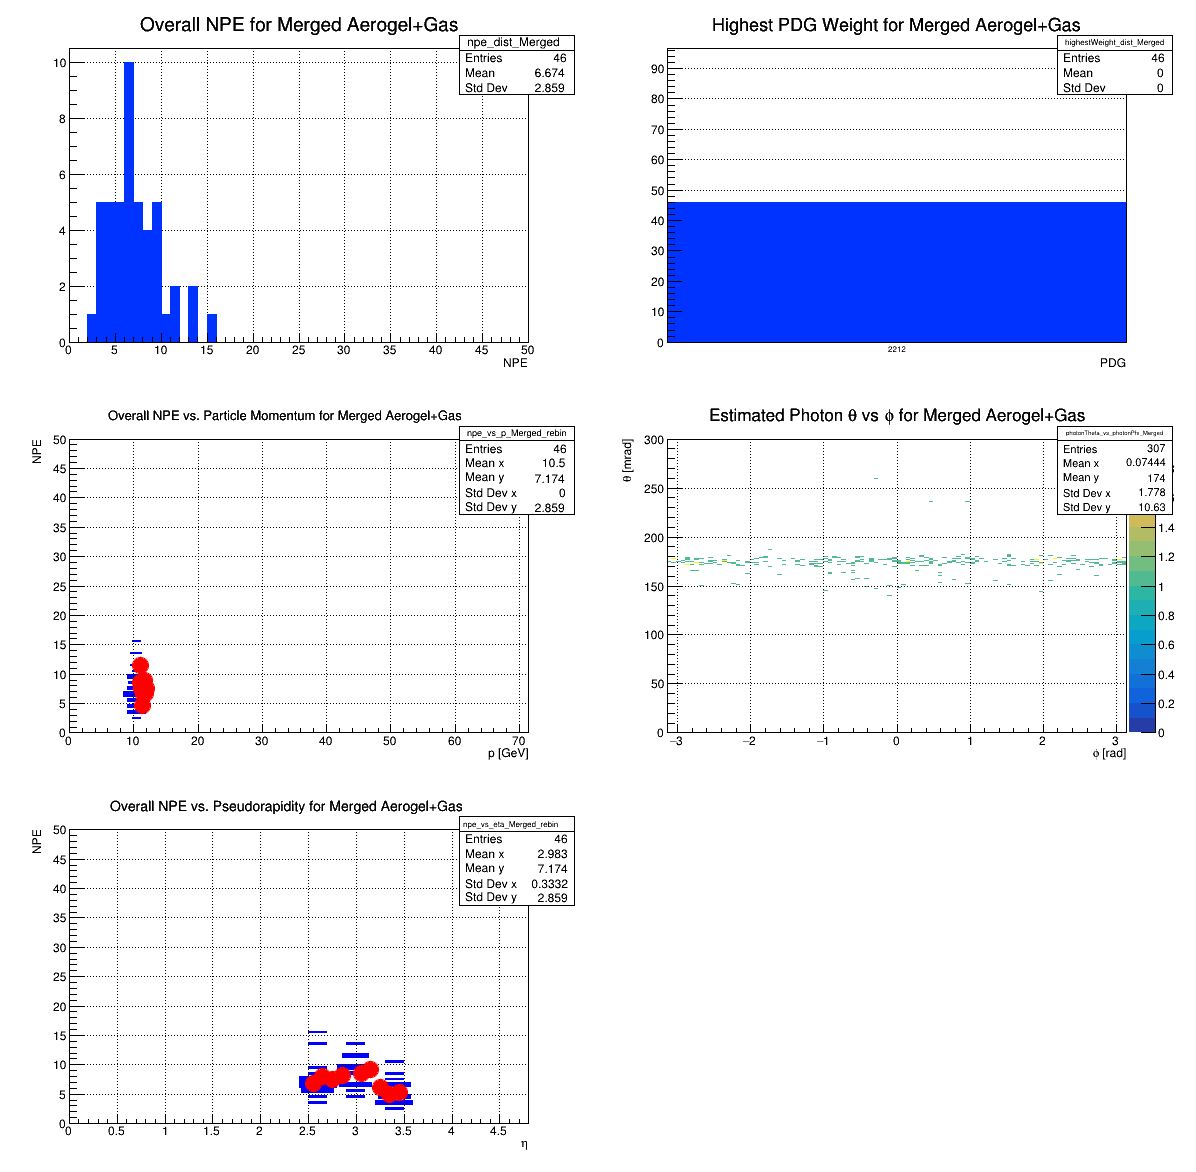 Overall NPE for Merged Aerogel+Gas
npe_dist_Merged
Entries 46
Mean 6.674
Std Dev 2.859
10
8
6
4
2
0
0 5 10 15 20 25 30 35 40 45 50
NPE
Highest PDG Weight for Merged Aerogel+Gas
highestWeight_dist_Merged
Entries 46
Mean 0
Std Dev 0
90
80
70
60
50
40
30
20
10
0
2212
PDG
Overall NPE vs. Particle Momentum for Merged Aerogel+Gas
npe_vs_p_Merged_rebin
Entries 46
Mean x 10.5
Mean y 7.174
Std Dev x 0
Std Dev y 2.859
NPE
50
45
40
35
30
25
20
15
10
5
0
0 10 20 30 40 50 60 70
p [GeV]
Estimated Photon θ vs ϕ for Merged Aerogel+Gas
photonTheta_vs_photonPhi_Merged
Entries 307
Mean x 0.07444
Mean y 174
Std Dev x 1.778
Std Dev y 10.63
θ [mrad]
300
250
200
150
100
50
0
−3 −2 −1 0 1 2 3
ϕ [rad]
1.4
1.2
1
0.8
0.6
0.4
0.2
0
Overall NPE vs. Pseudorapidity for Merged Aerogel+Gas
npe_vs_eta_Merged_rebin
Entries 46
Mean x 2.983
Mean y 7.174
Std Dev x 0.3332
Std Dev y 2.859
NPE
50
45
40
35
30
25
20
15
10
5
0
0 0.5 1 1.5 2 2.5 3 3.5 4 4.5
η